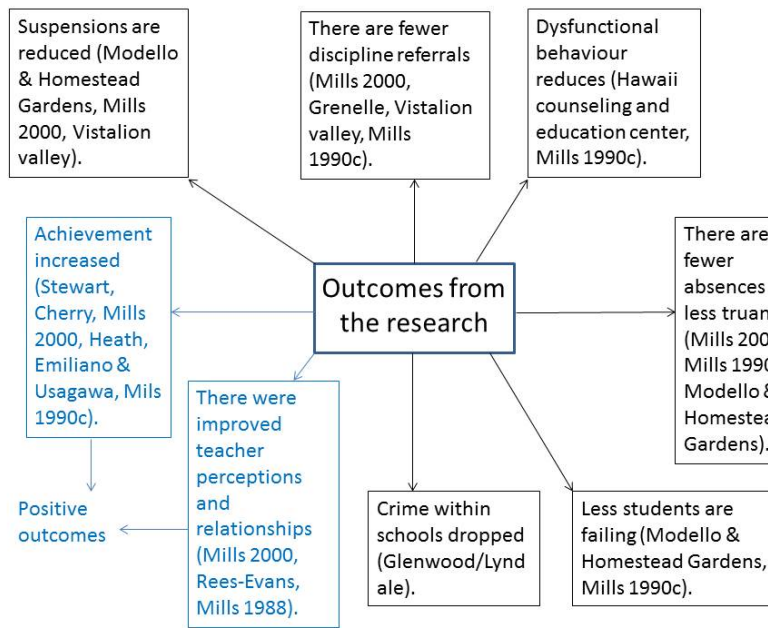 Suspensions are
reduced (Modello
& Homestead
Gardens, Mills
2000, Vistalion
valley).
There are fewer
discipline referrals
(Mills 2000,
Grenelle, Vistalion
valley, Mills
1990c).
Dysfunctional
behaviour
reduces (Hawaii
counseling and
education center,
Mills 1990c).
Achievement
increased
(Stewart,
Cherry, Mills
2000, Heath,
Emiliano &
Usagawa, Mils
1990c).
Outcomes from
the research
There are
fewer
absences
less
(Mills
Mills
Modello &
Gardens).
There were
improved
teacher
perceptions
and
relationships
(Mills 2000,
Rees-Evans,
Mills 1988).
Positive
outcomes
Crime within
schools dropped
(Glenwood/Lynd
ale).
Less students are
failing (Modello &
Homestead Gardens,
Mills 1990c).